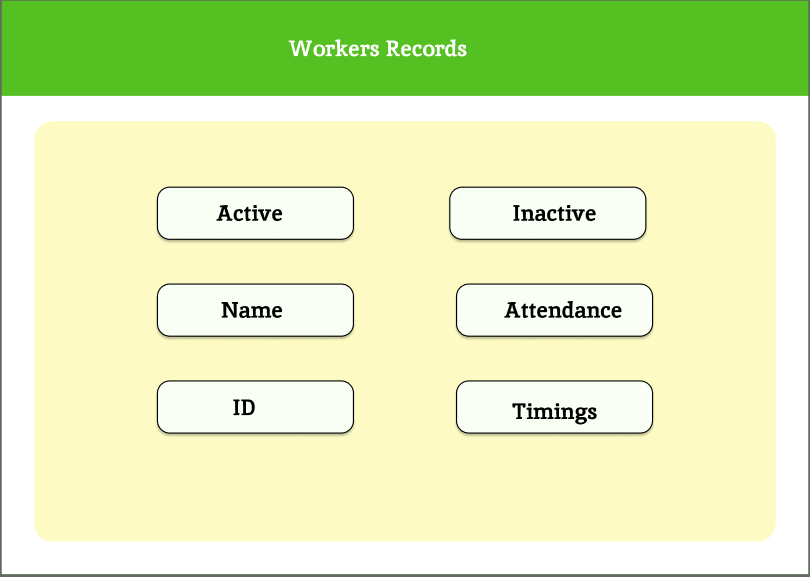 Workers Records
Active
Inactive
Name
Attendance
ID
Timings